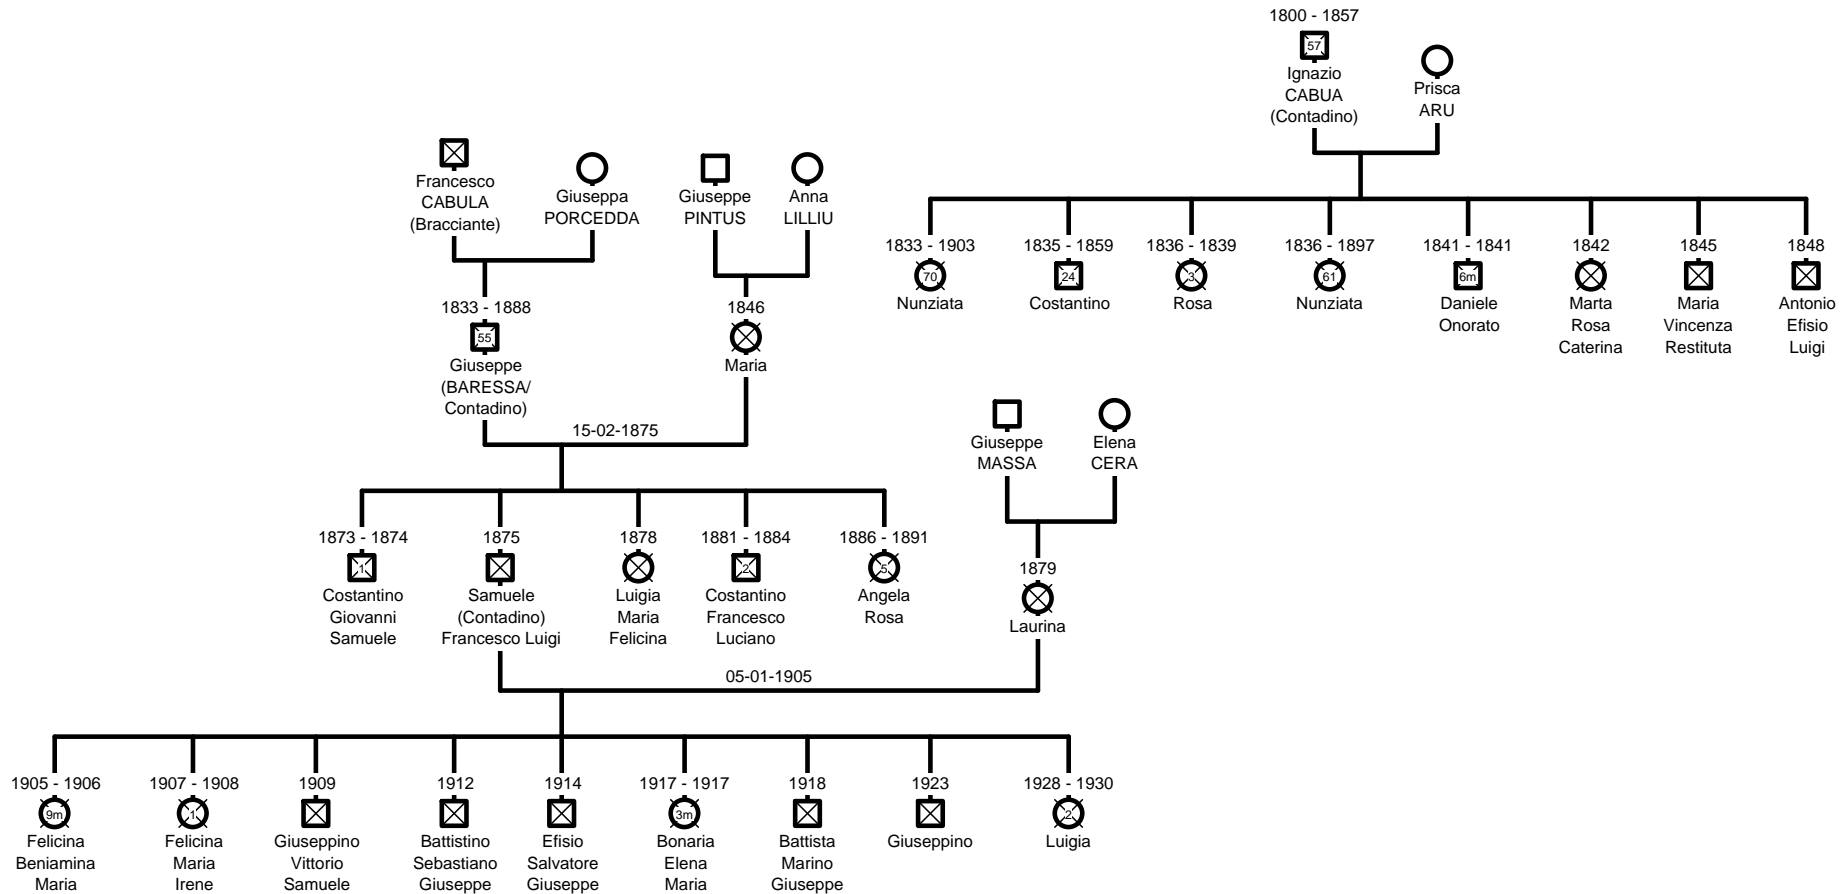 1800 - 1857
57
Ignazio
CABUA
(Contadino)
Prisca
ARU
Francesco
CABULA
(Bracciante)
Giuseppa
PORCEDDA
Giuseppe
PINTUS
Anna
LILLIU
1833 - 1903
70
Nunziata
1835 - 1859
24
Costantino
1836 - 1839
3
Rosa
1836 - 1897
61
Nunziata
1841 - 1841
6m
Daniele
Onorato
1842
Marta
Rosa
Caterina
1845
Maria
Vincenza
Restituta
1848
Antonio
Efisio
Luigi
1833 - 1888
55
Giuseppe
(BARESSA/
Contadino)
1846
Maria
15-02-1875
Giuseppe
MASSA
Elena
CERA
1873 - 1874
1
Costantino
Giovanni
Samuele
1875
Samuele
(Contadino)
Francesco Luigi
1878
Luigia
Maria
Felicina
1881 - 1884
2
Costantino
Francesco
Luciano
1886 - 1891
5
Angela
Rosa
1879
Laurina
05-01-1905
1905 - 1906
9m
Felicina
Beniamina
Maria
1907 - 1908
1
Felicina
Maria
Irene
1909
Giuseppino
Vittorio
Samuele
1912
Battistino
Sebastiano
Giuseppe
1914
Efisio
Salvatore
Giuseppe
1917 - 1917
3m
Bonaria
Elena
Maria
1918
Battista
Marino
Giuseppe
1923
Giuseppino
1928 - 1930
2
Luigia